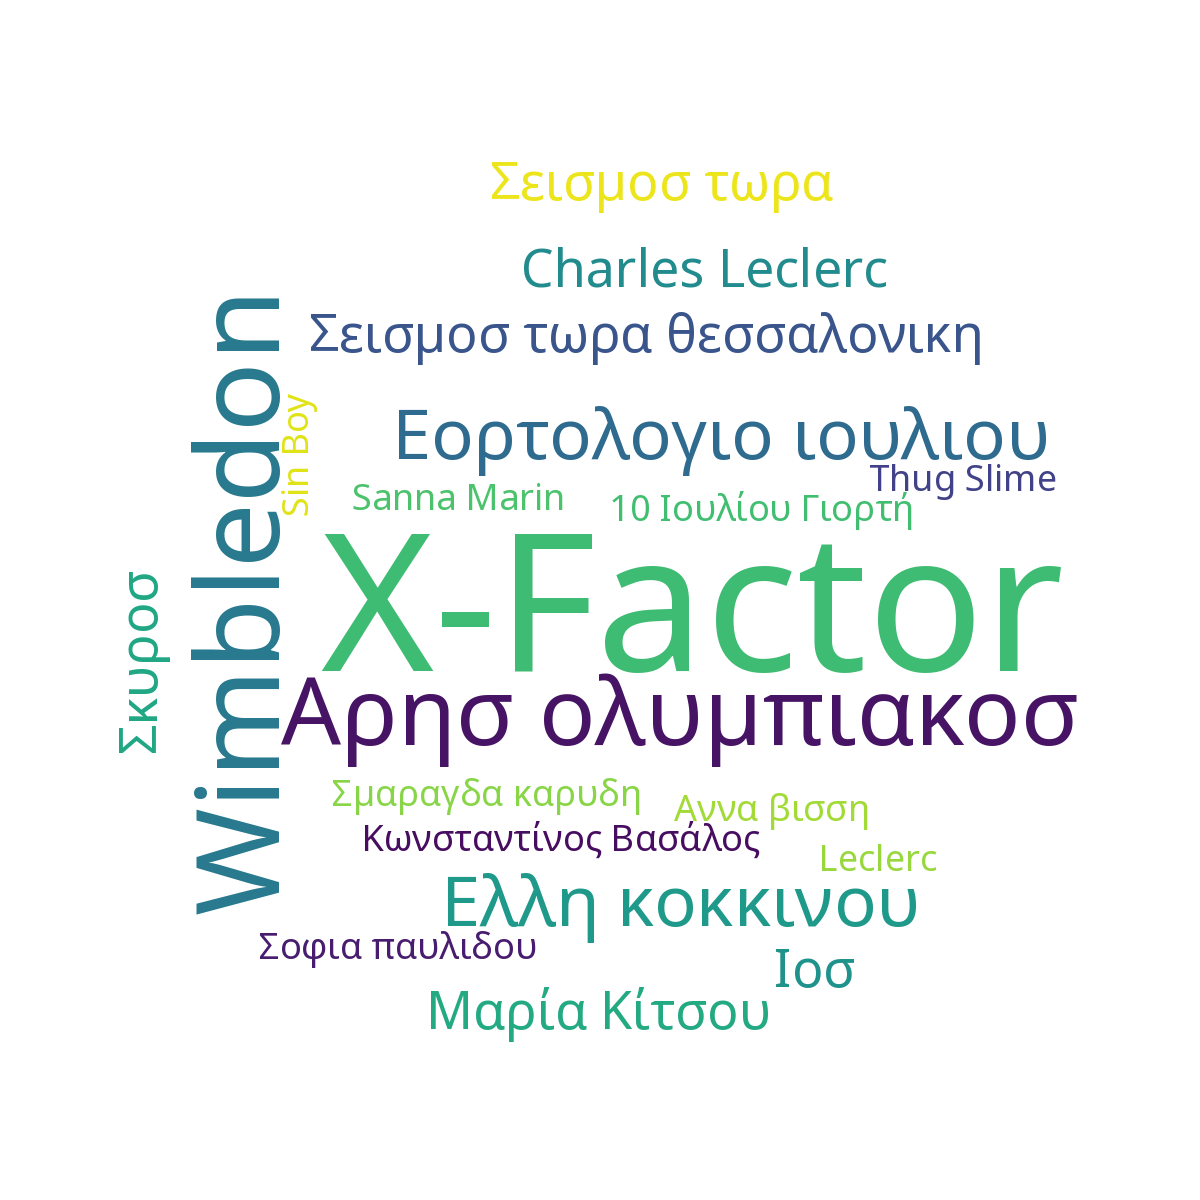 Σεισμοσ τωρα
Charles Leclerc
Σεισμοσ τωρα θεσσαλονικη
Wimbledon
Sin Boy
Εορτολογιο ιουλιου
Thug Slime
Sanna Marin
10 Ιουλίου Γιορτή
X-Factor
Σκυροσ
Αρησ ολυμπιακοσ
Σμαραγδα καρυδη
Αννα βισση
Κωνσταντίνος Βασάλος
Leclerc
Ελλη κοκκινου
Σοφια παυλιδου
Ιοσ
Μαρία Κίτσου